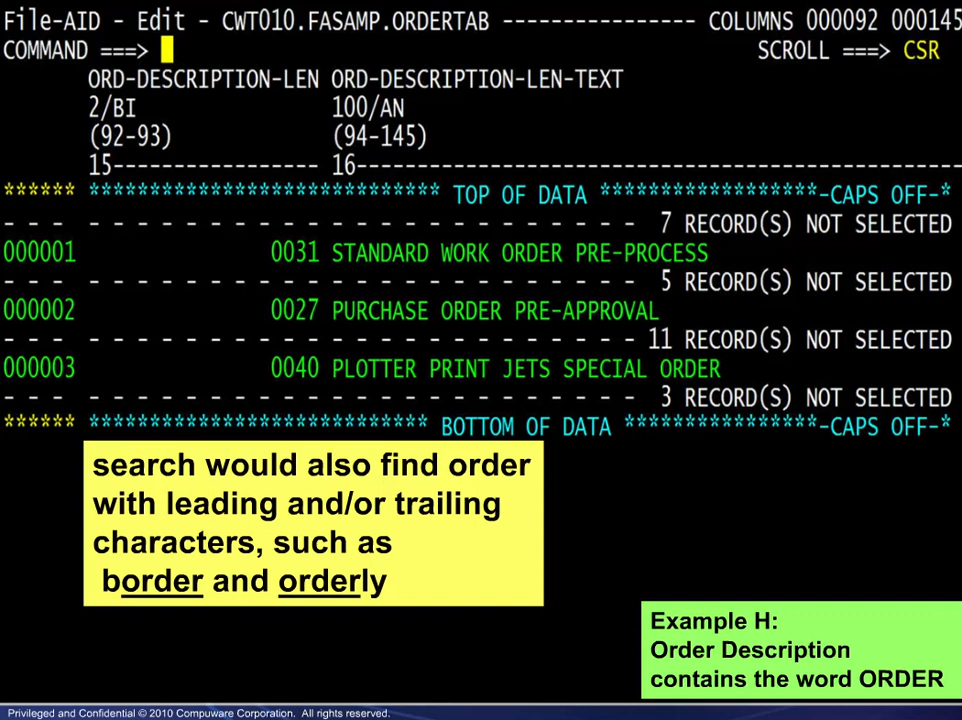 File-AID - Edit - CWT010.FASAMP.ORDERTAB ---------------- COLUMNS 000092 000145
COMMAND ===> SCROLL ===> CSR
ORD-DESCRIPTION-LEN ORD-DESCRIPTION-LEN-TEXT
2/BI 100/AN
(92-93) (94-145)
15----------------- 16--------------------------------------------------
****** ***************************** TOP OF DATA ******************-CAPS OFF-*
- - - - - - - - - - - - - - - - - - - - - - - - - - 7 RECORD(S) NOT SELECTED
000001 0031 STANDARD WORK ORDER PRE-PROCESS
- - - - - - - - - - - - - - - - - - - - - - - - - - 5 RECORD(S) NOT SELECTED
000002 0027 PURCHASE ORDER PRE-APPROVAL
- - - - - - - - - - - - - - - - - - - - - - - - - - 11 RECORD(S) NOT SELECTED
000003 0040 PLOTTER PRINT JETS SPECIAL ORDER
- - - - - - - - - - - - - - - - - - - - - - - - - - 3 RECORD(S) NOT SELECTED
****** **************************** BOTTOM OF DATA ****************-CAPS OFF-*
search would also find order
with leading and/or trailing
characters, such as
border and orderly
Example H:
Order Description
contains the word ORDER
Privileged and Confidential © 2010 Compuware Corporation. All rights reserved.